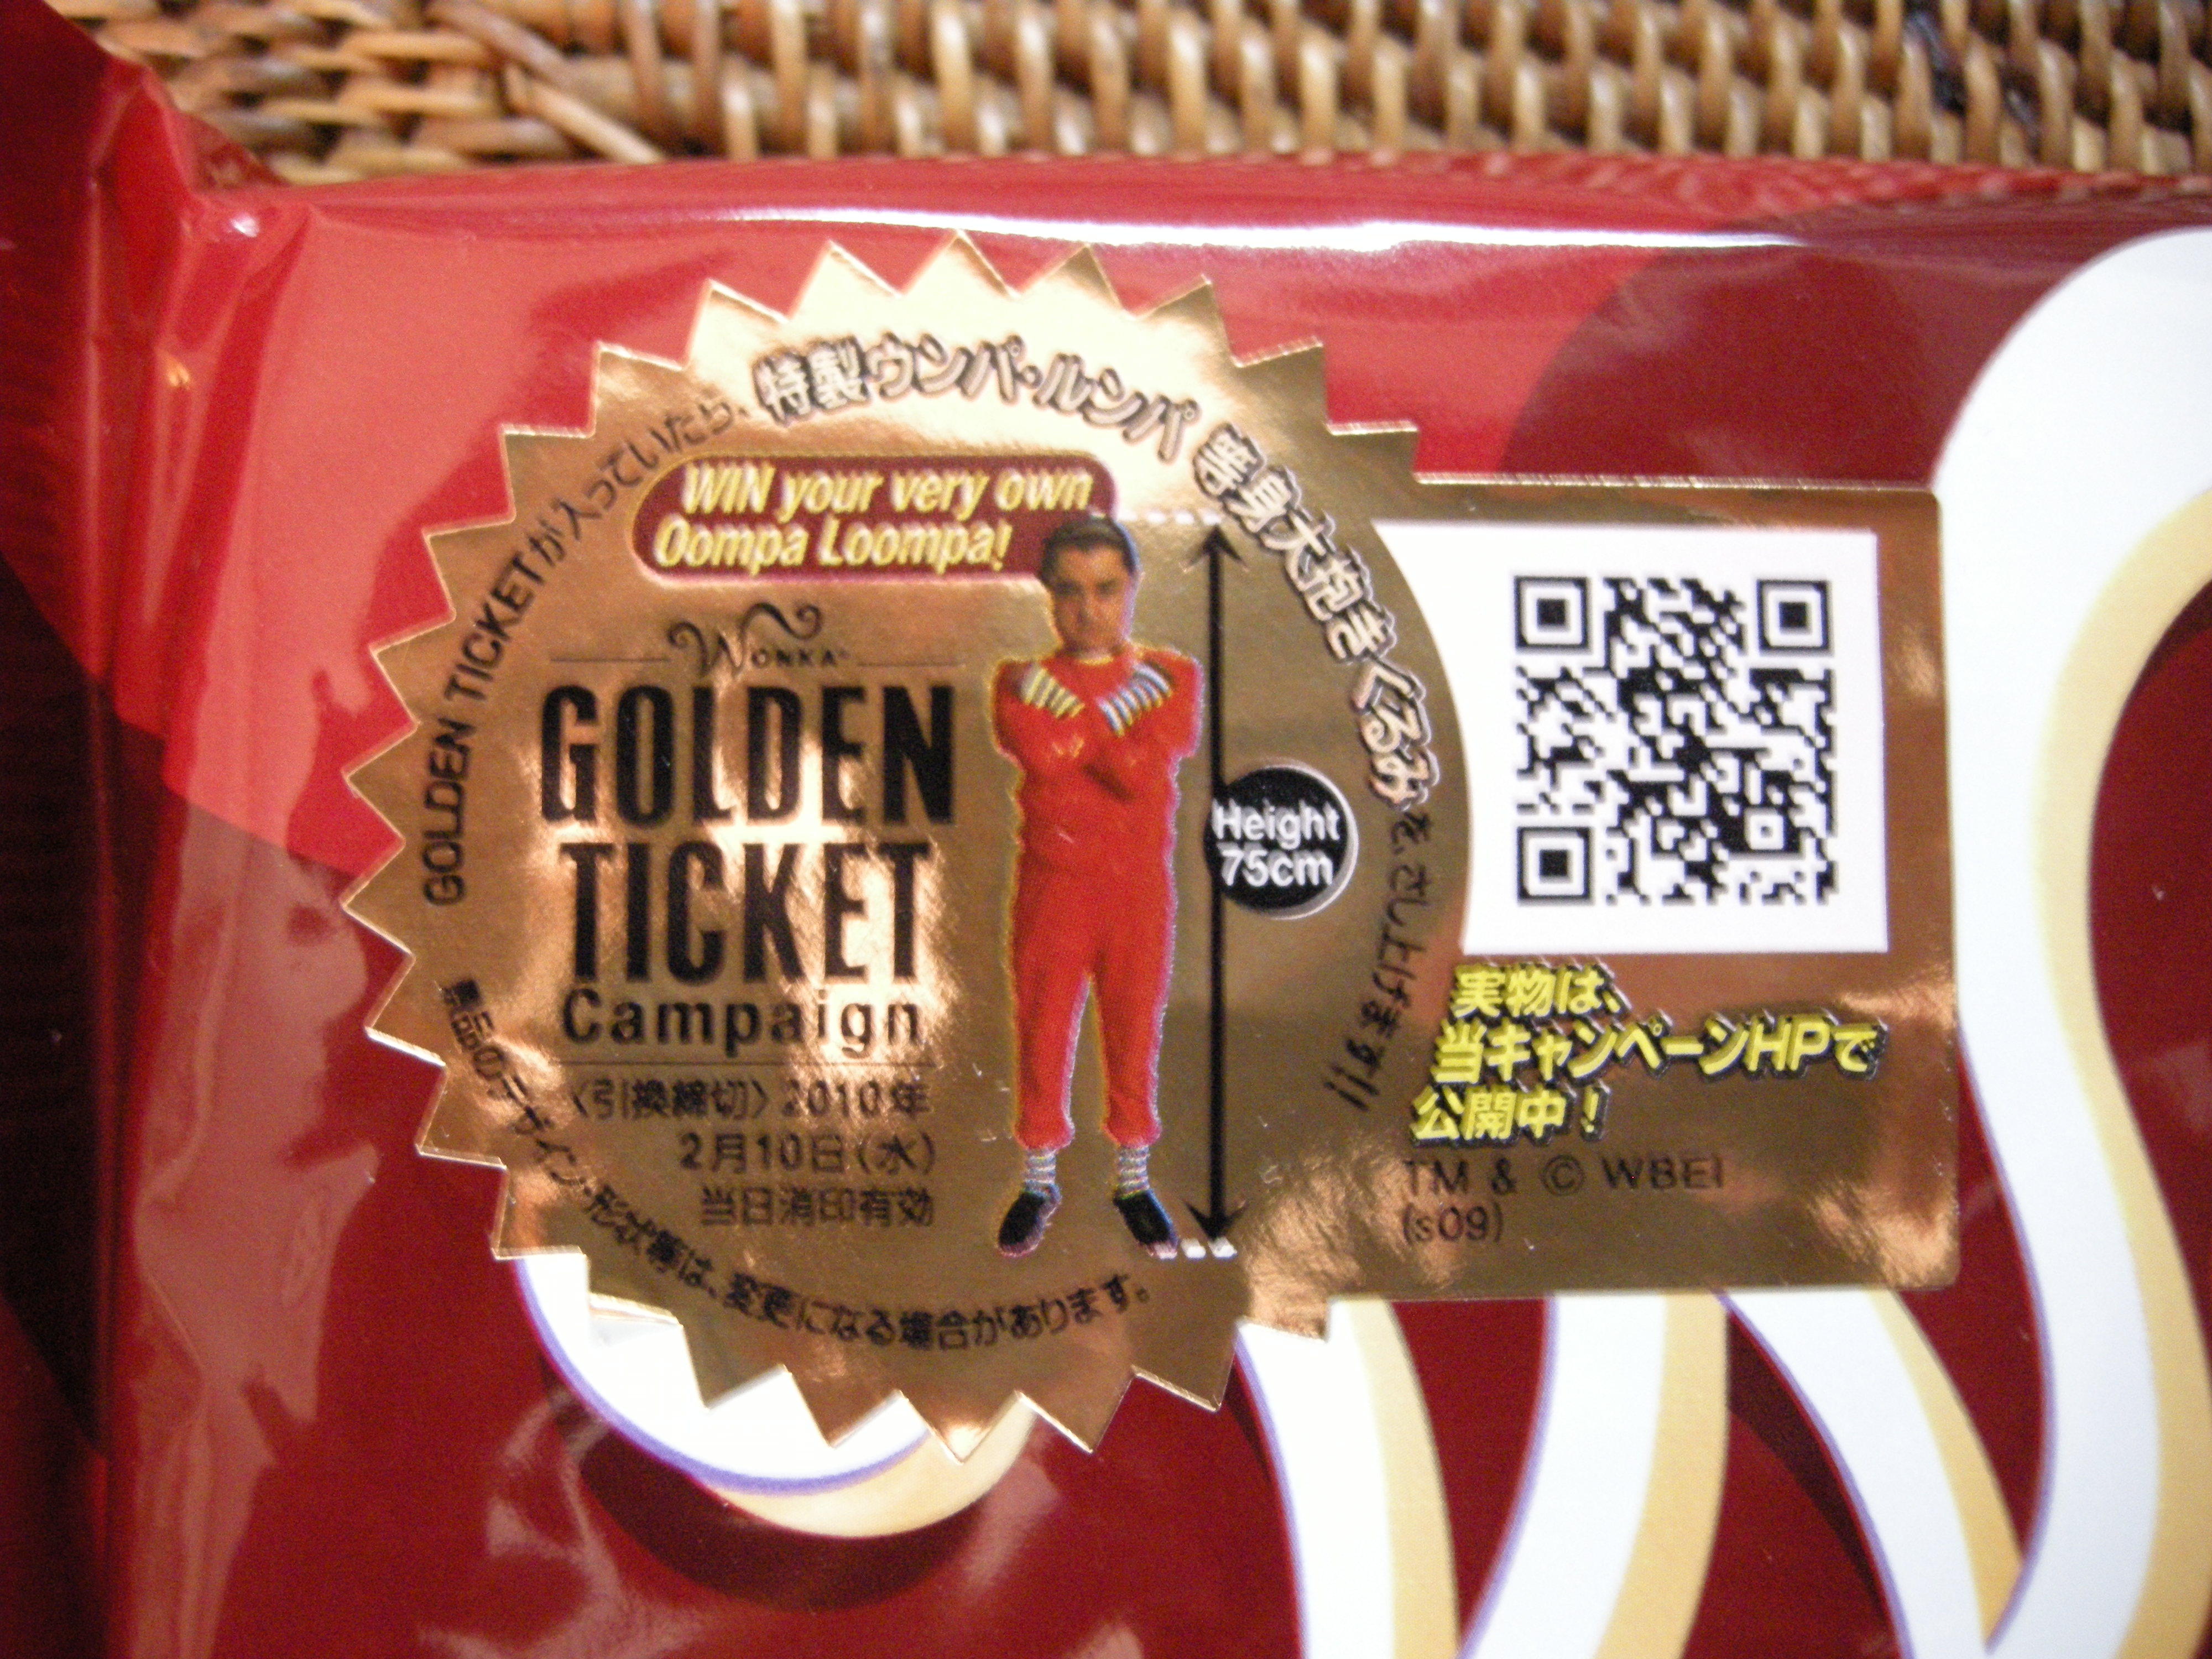 GOLDEN TICKETが入っていたら、特製ウンパ・ルンパ 等身大抱きぐるみを、さし上げます!!
WIN your very own
Oompa Loompa!
WONKA
GOLDEN
TICKET
Campaign
〈引換締切〉2010年
2月10日(水)
当日消印有効
Height
75cm
景品のデザイン・形状等は、変更になる場合があります。
実物は、
当キャンペーンHPで
公開中！
TM & © WBEI
(s09)